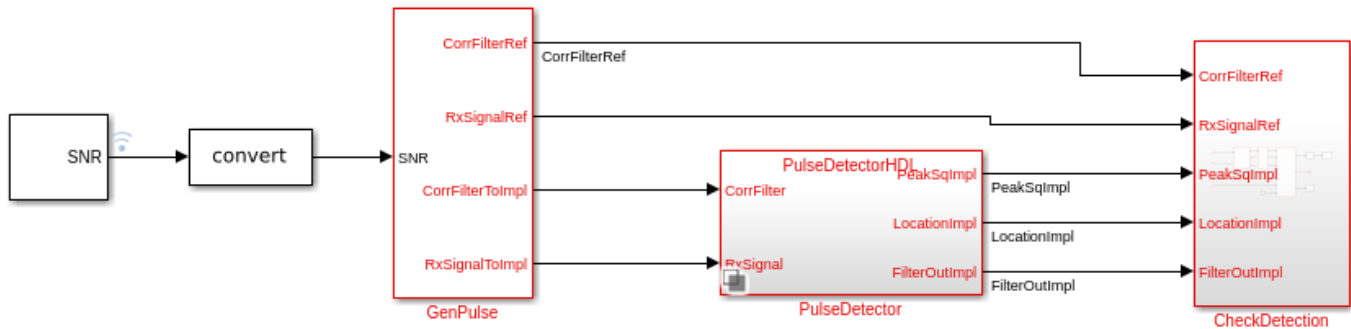 SNR
convert
SNR
CorrFilterRef
RxSignalRef
CorrFilterToImpl
RxSignalToImpl
GenPulse
CorrFilterRef
PulseDetectorHDL
CorrFilter
RxSignal
PeakSqImpl
LocationImpl
FilterOutImpl
PulseDetector
PeakSqImpl
LocationImpl
FilterOutImpl
CorrFilterRef
RxSignalRef
PeakSqImpl
LocationImpl
FilterOutImpl
CheckDetection